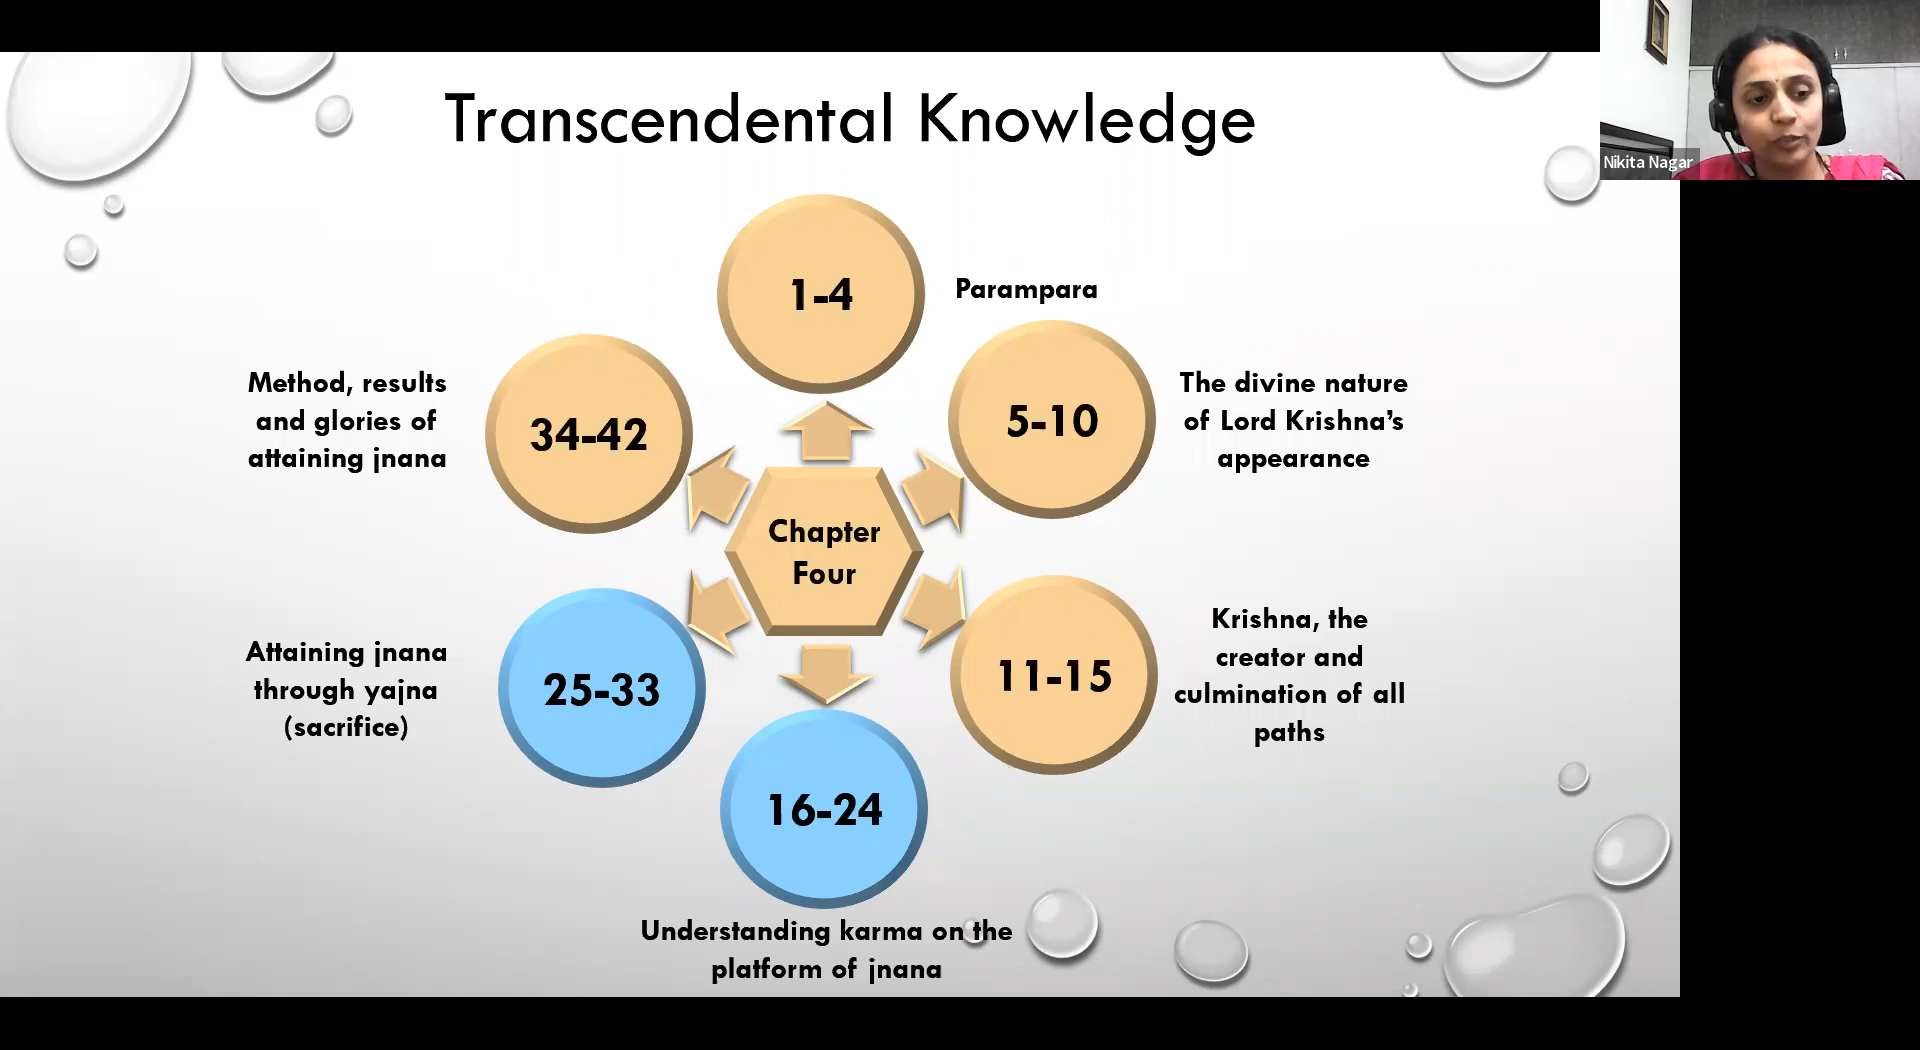 Transcendental Knowledge
Nikita Nagar
1-4
Parampara
5-10
The divine nature
of Lord Krishna’s
appearance
11-15
Krishna, the
creator and
culmination of all
paths
16-24
Understanding karma on the
platform of jnana
25-33
Attaining jnana
through yajna
(sacrifice)
34-42
Method, results
and glories of
attaining jnana
Chapter
Four